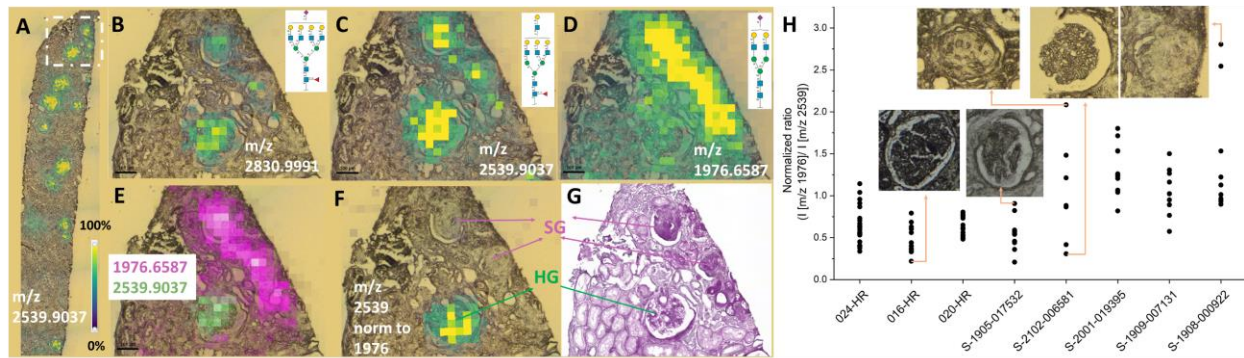 A
B
C
D
H
m/z
2830.9991
m/z
2539.9037
m/z
1976.6587
E
F
G
100%
0%
m/z
2539.9037
1976.6587
2539.9037
m/z
2539
norm to
1976
SG
SG
HG
Normalized ratio
(I [m/z 1976]/ I [m/z 2539])
3.0
2.5
2.0
1.5
1.0
0.5
0.0
024-HR
016-HR
020-HR
S-1905-017532
S-2102-006581
S-2001-019395
S-1909-007131
S-1908-000922